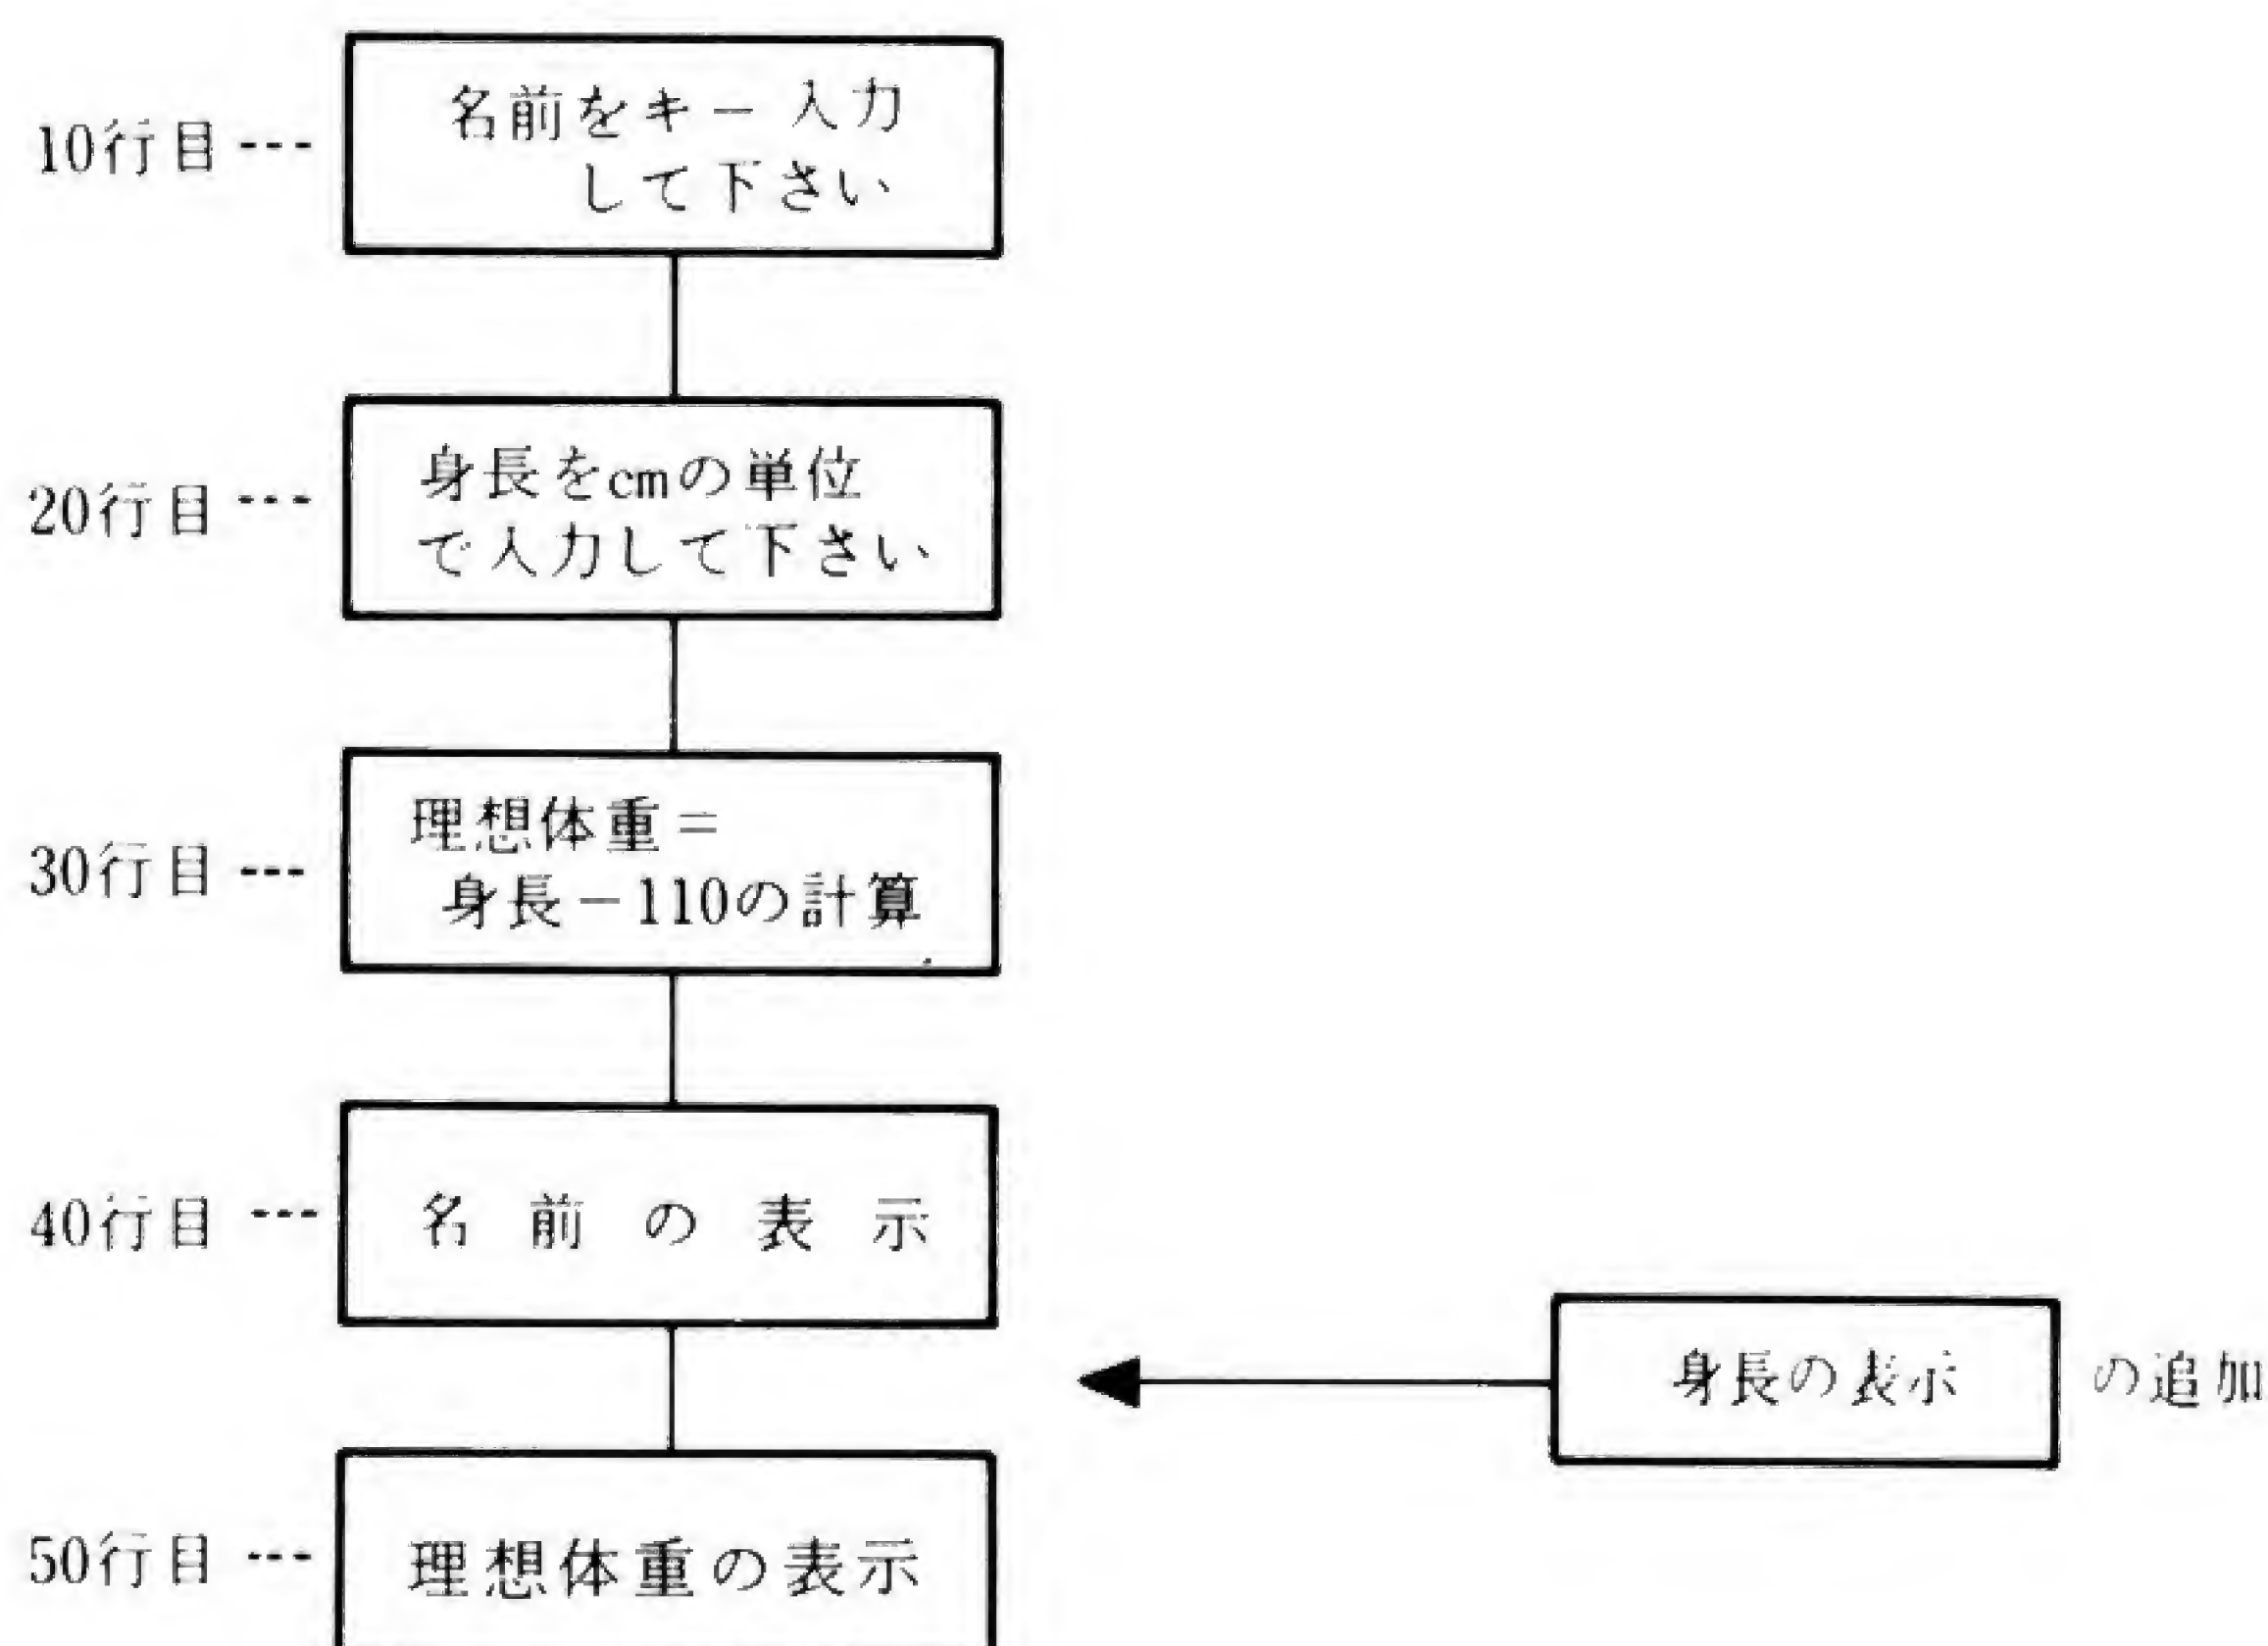 10行目 --- 名前をキー入力
して下さい
20行目 --- 身長をcmの単位
で入力して下さい
30行目 --- 理想体重=
身長-110の計算
40行目 --- 名前の表示
身長の表示 の追加
50行目 --- 理想体重の表示